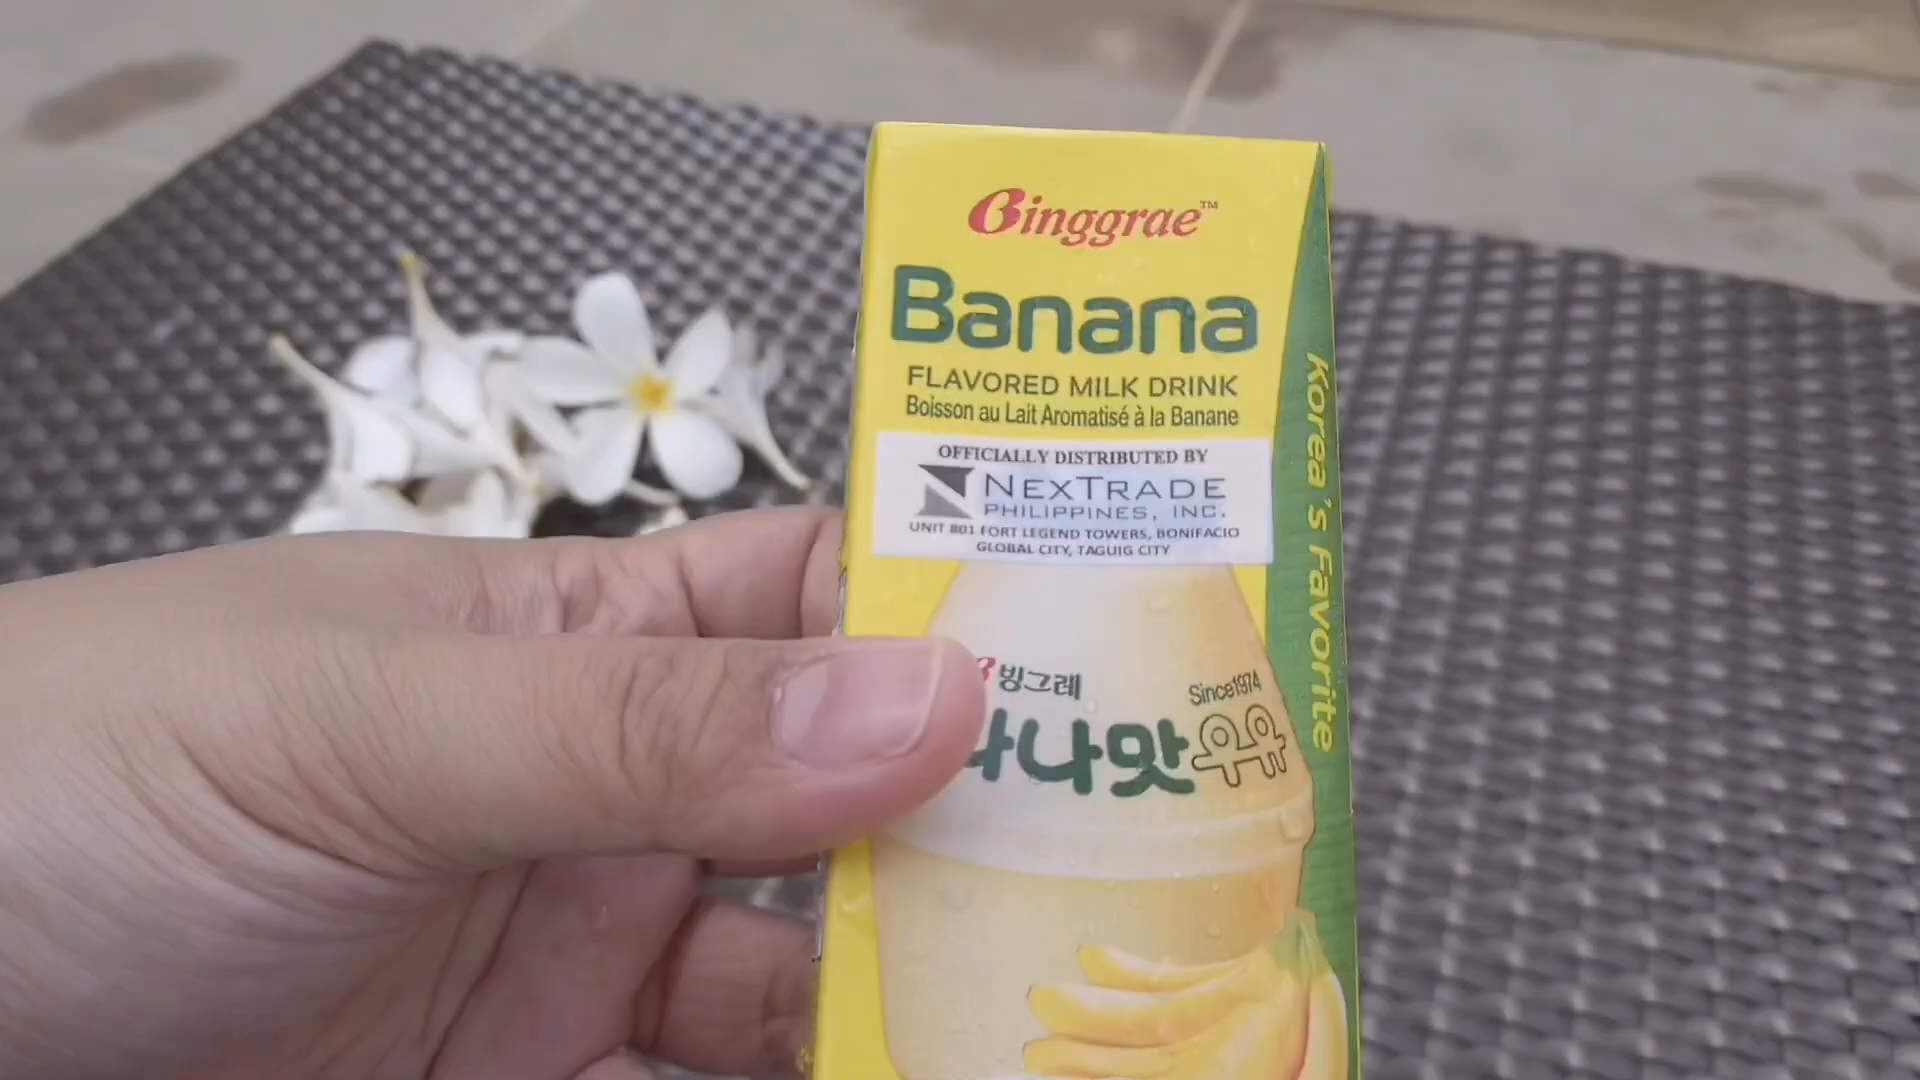 Binggrae™
Banana
FLAVORED MILK DRINK
Boisson au Lait Aromatisé à la Banane
OFFICIALLY DISTRIBUTED BY
NEXTRADE
PHILIPPINES, INC.
UNIT 801 FORT LEGEND TOWERS, BONIFACIO
GLOBAL CITY, TAGUIG CITY
빙그레
Since1974
나맛우유
Korea's Favorite